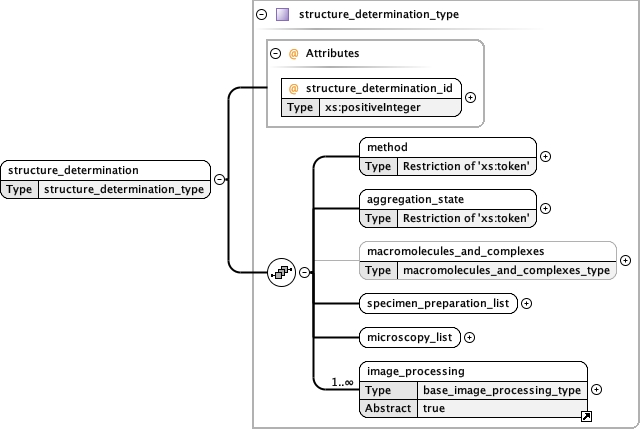 structure_determination_type
@ Attributes
@ structure_determination_id
Type xs:positiveInteger
structure_determination
Type structure_determination_type
method
Type Restriction of 'xs:token'
aggregation_state
Type Restriction of 'xs:token'
macromolecules_and_complexes
Type macromolecules_and_complexes_type
specimen_preparation_list
microscopy_list
1..∞
image_processing
Type base_image_processing_type
Abstract true